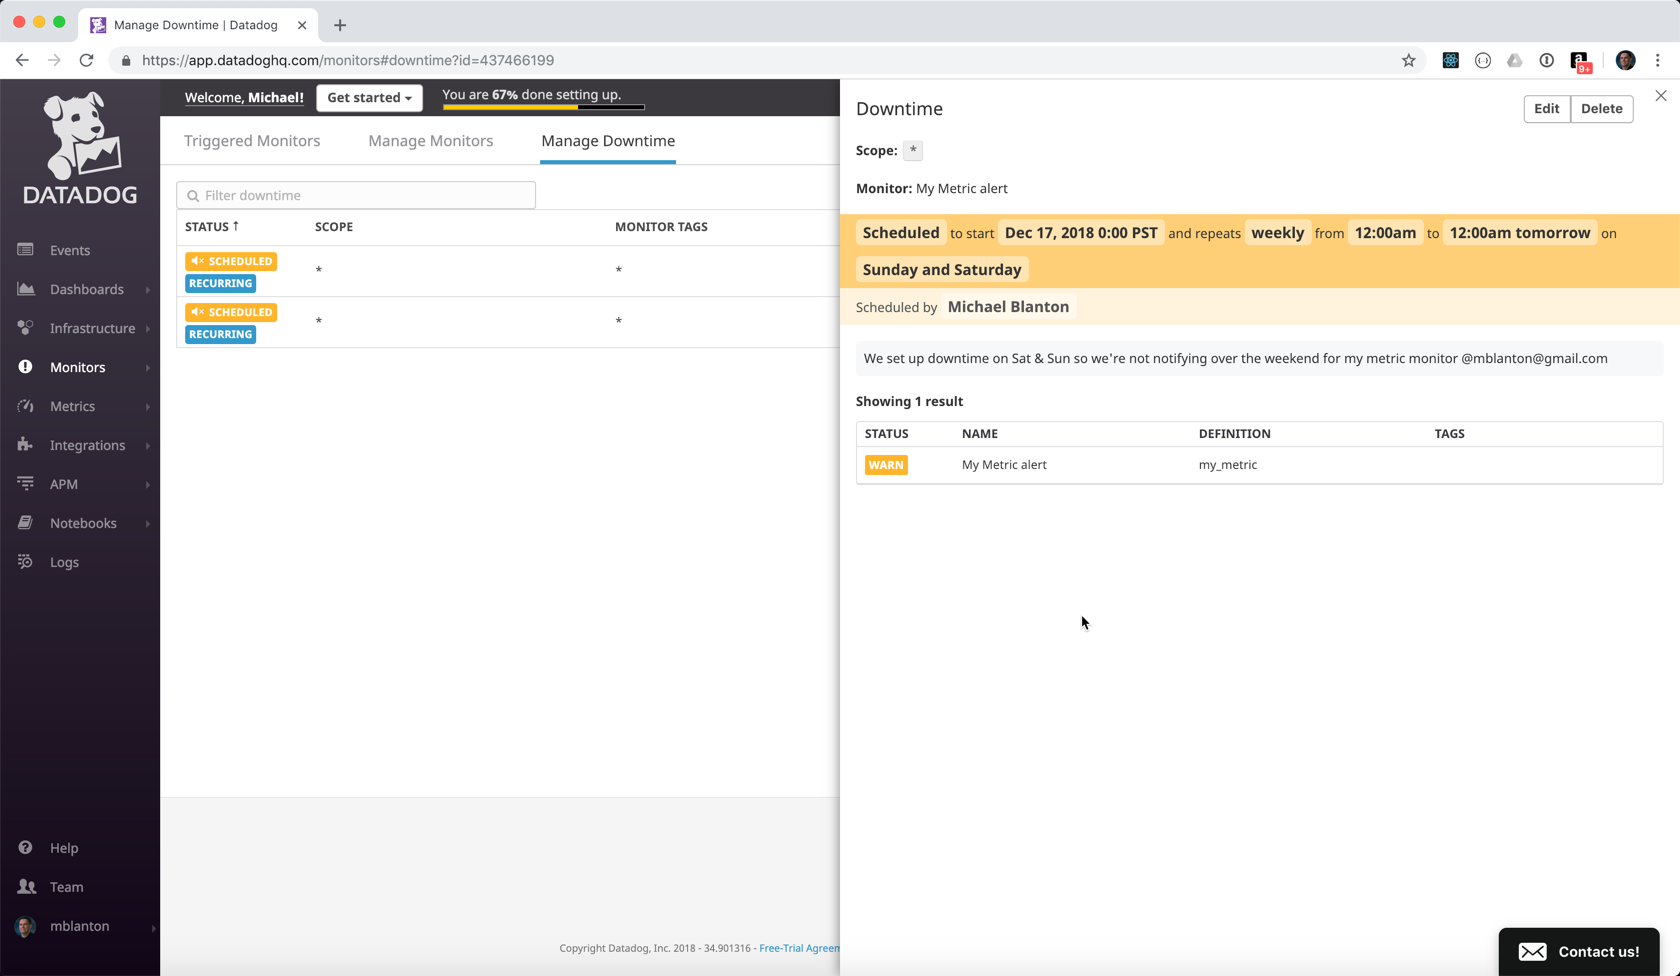 Manage Downtime | Datadog
https://app.datadoghq.com/monitors#downtime?id=437466199
9+
DATADOG
Events
Dashboards
Infrastructure
Monitors
Metrics
Integrations
APM
Notebooks
Logs
Help
Team
mblanton
Welcome, Michael!
Get started
You are 67% done setting up.
Triggered Monitors
Manage Monitors
Manage Downtime
Filter downtime
STATUS SCOPE MONITOR TAGS
SCHEDULED
RECURRING
* *
SCHEDULED
RECURRING
* *
Copyright Datadog, Inc. 2018 - 34.901316 - Free-Trial Agreem
Downtime
Edit
Delete
Scope: *
Monitor: My Metric alert
Scheduled to start Dec 17, 2018 0:00 PST and repeats weekly from 12:00am to 12:00am tomorrow on
Sunday and Saturday
Scheduled by Michael Blanton
We set up downtime on Sat & Sun so we're not notifying over the weekend for my metric monitor @mblanton@gmail.com
Showing 1 result
STATUS NAME DEFINITION TAGS
WARN My Metric alert my_metric
Contact us!